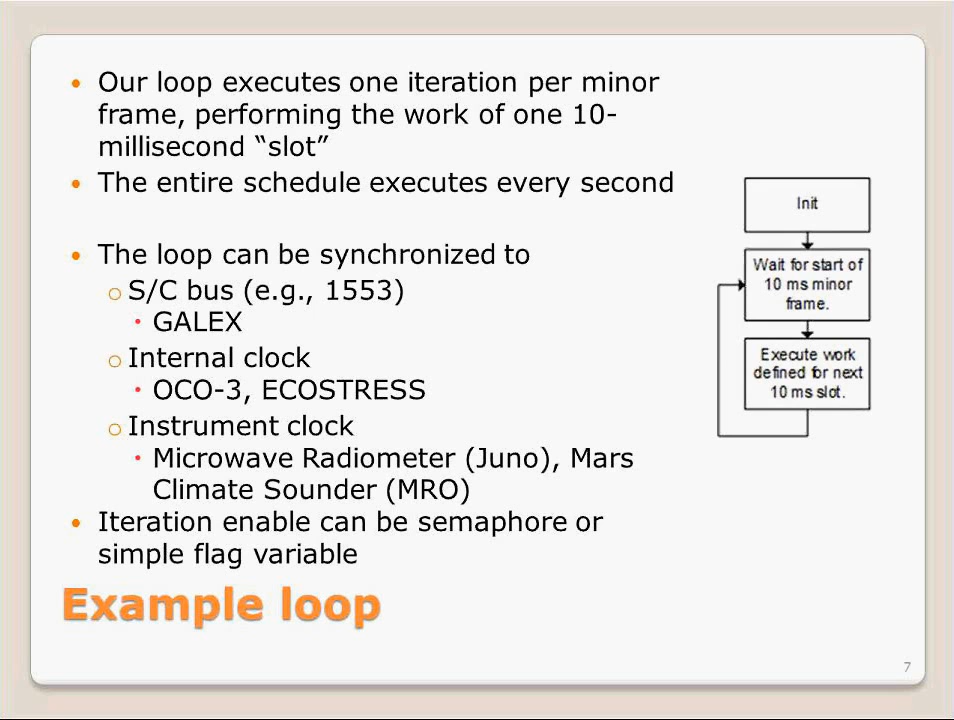 • Our loop executes one iteration per minor
frame, performing the work of one 10-
millisecond “slot”
• The entire schedule executes every second
• The loop can be synchronized to
o S/C bus (e.g., 1553)
• GALEX
o Internal clock
• OCO-3, ECOSTRESS
o Instrument clock
• Microwave Radiometer (Juno), Mars
Climate Sounder (MRO)
• Iteration enable can be semaphore or
simple flag variable
Init
Wait for start of
10 ms minor
frame.
Execute work
defined for next
10 ms slot.
Example loop
7